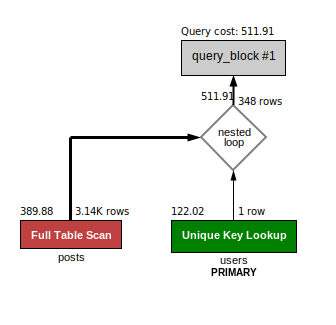 Query cost: 511.91
query_block #1
511.91
348 rows
nested
loop
389.88
3.14K rows
122.02
1 row
Full Table Scan
Unique Key Lookup
posts
users
PRIMARY